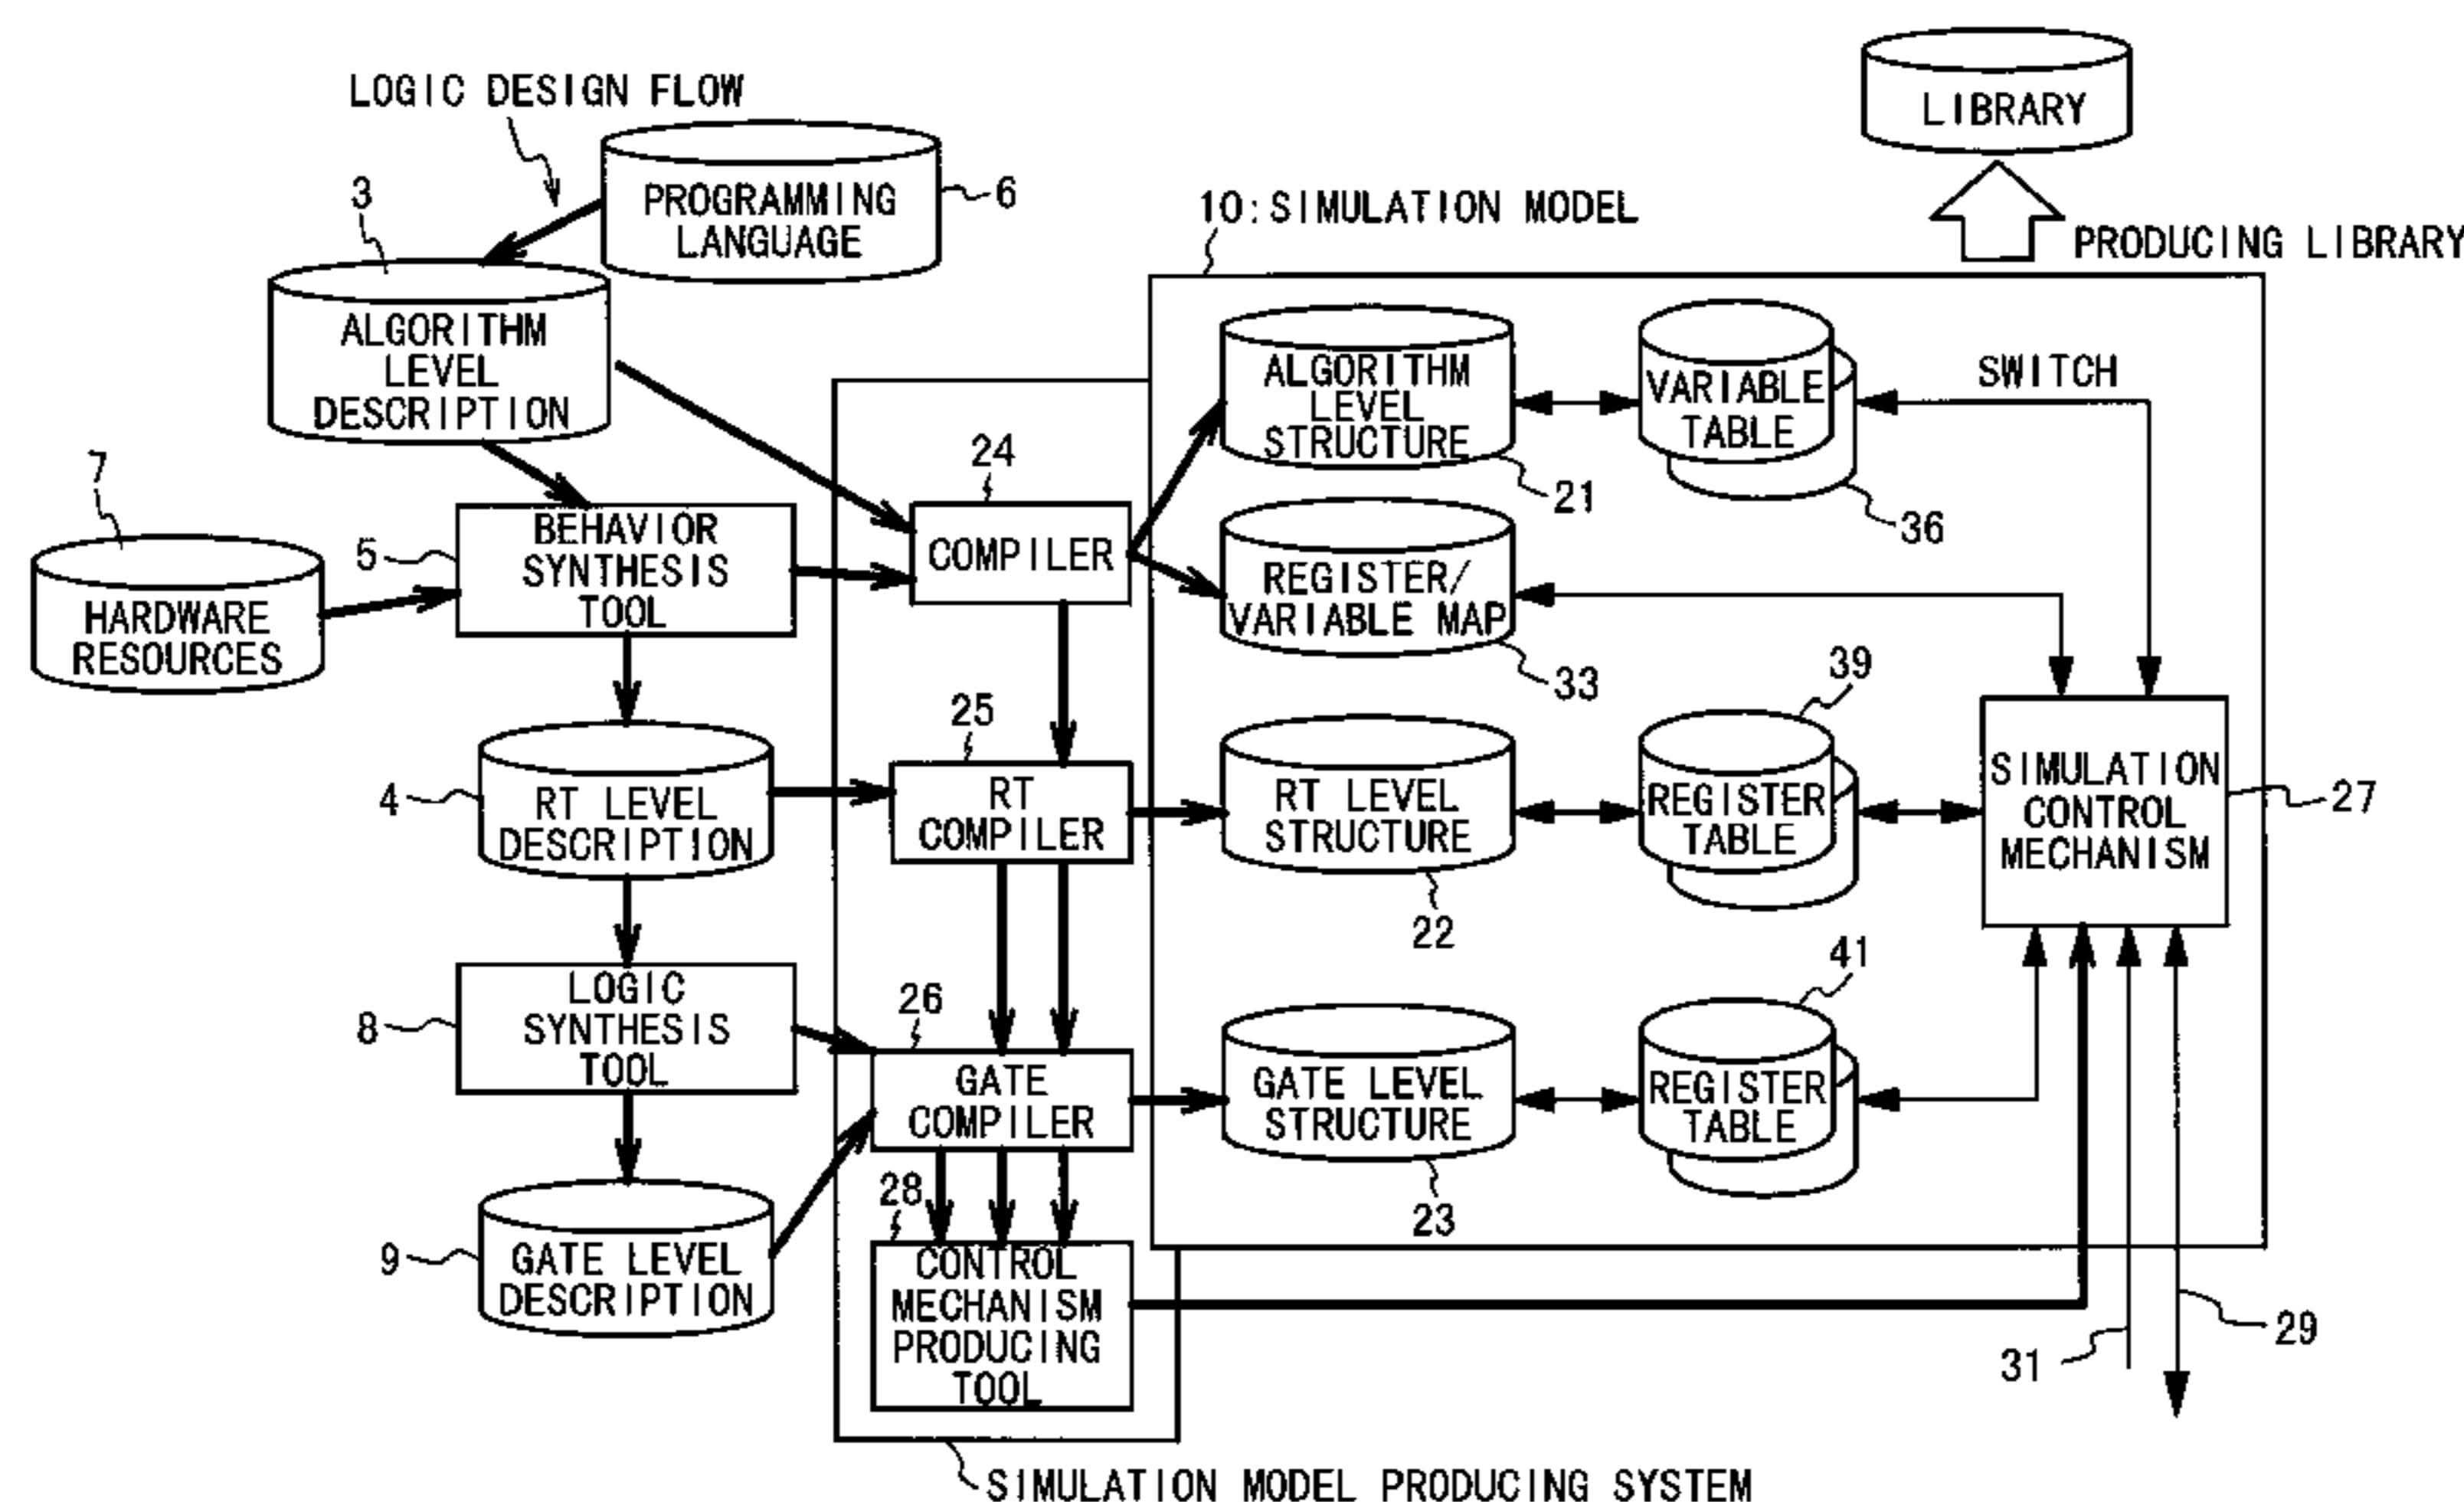 LIBRARY
LOGIC DESIGN FLOW
PROGRAMMING
LANGUAGE
6
3
10:SIMULATION MODEL
PRODUCING LIBRARY
ALGORITHM
LEVEL
DESCRIPTION
ALGORITHM
LEVEL
STRUCTURE
21
VARIABLE
TABLE
36
SWITCH
7
HARDWARE
RESOURCES
5
BEHAVIOR
SYNTHESIS
TOOL
24
COMPILER
REGISTER/
VARIABLE MAP
33
4
RT LEVEL
DESCRIPTION
25
RT
COMPILER
RT LEVEL
STRUCTURE
22
39
REGISTER
TABLE
SIMULATION
CONTROL
MECHANISM
27
8
LOGIC
SYNTHESIS
TOOL
26
GATE
COMPILER
GATE LEVEL
STRUCTURE
23
41
REGISTER
TABLE
9
GATE LEVEL
DESCRIPTION
28
CONTROL
MECHANISM
PRODUCING
TOOL
31
29
SIMULATION MODEL PRODUCING SYSTEM